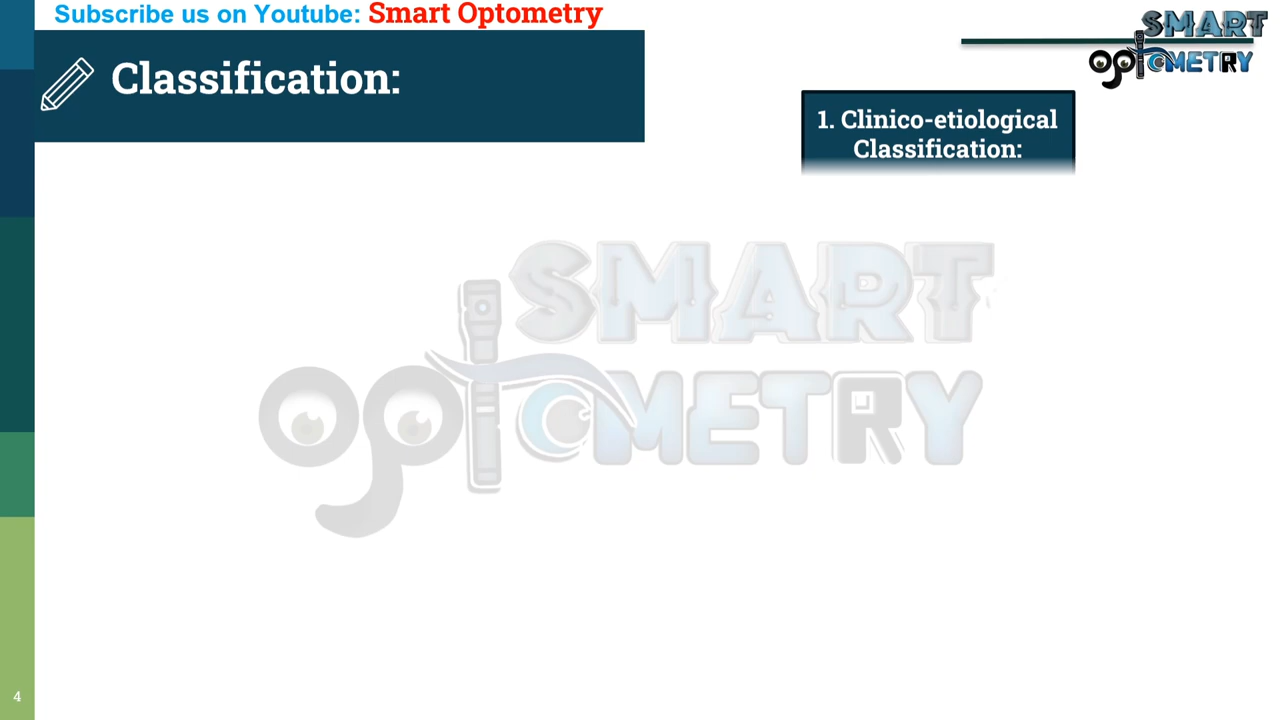 Subscribe us on Youtube: Smart Optometry
SMART
OPTOMETRY
Classification:
1. Clinico-etiological
Classification:
SMART
OPTOMETRY
4